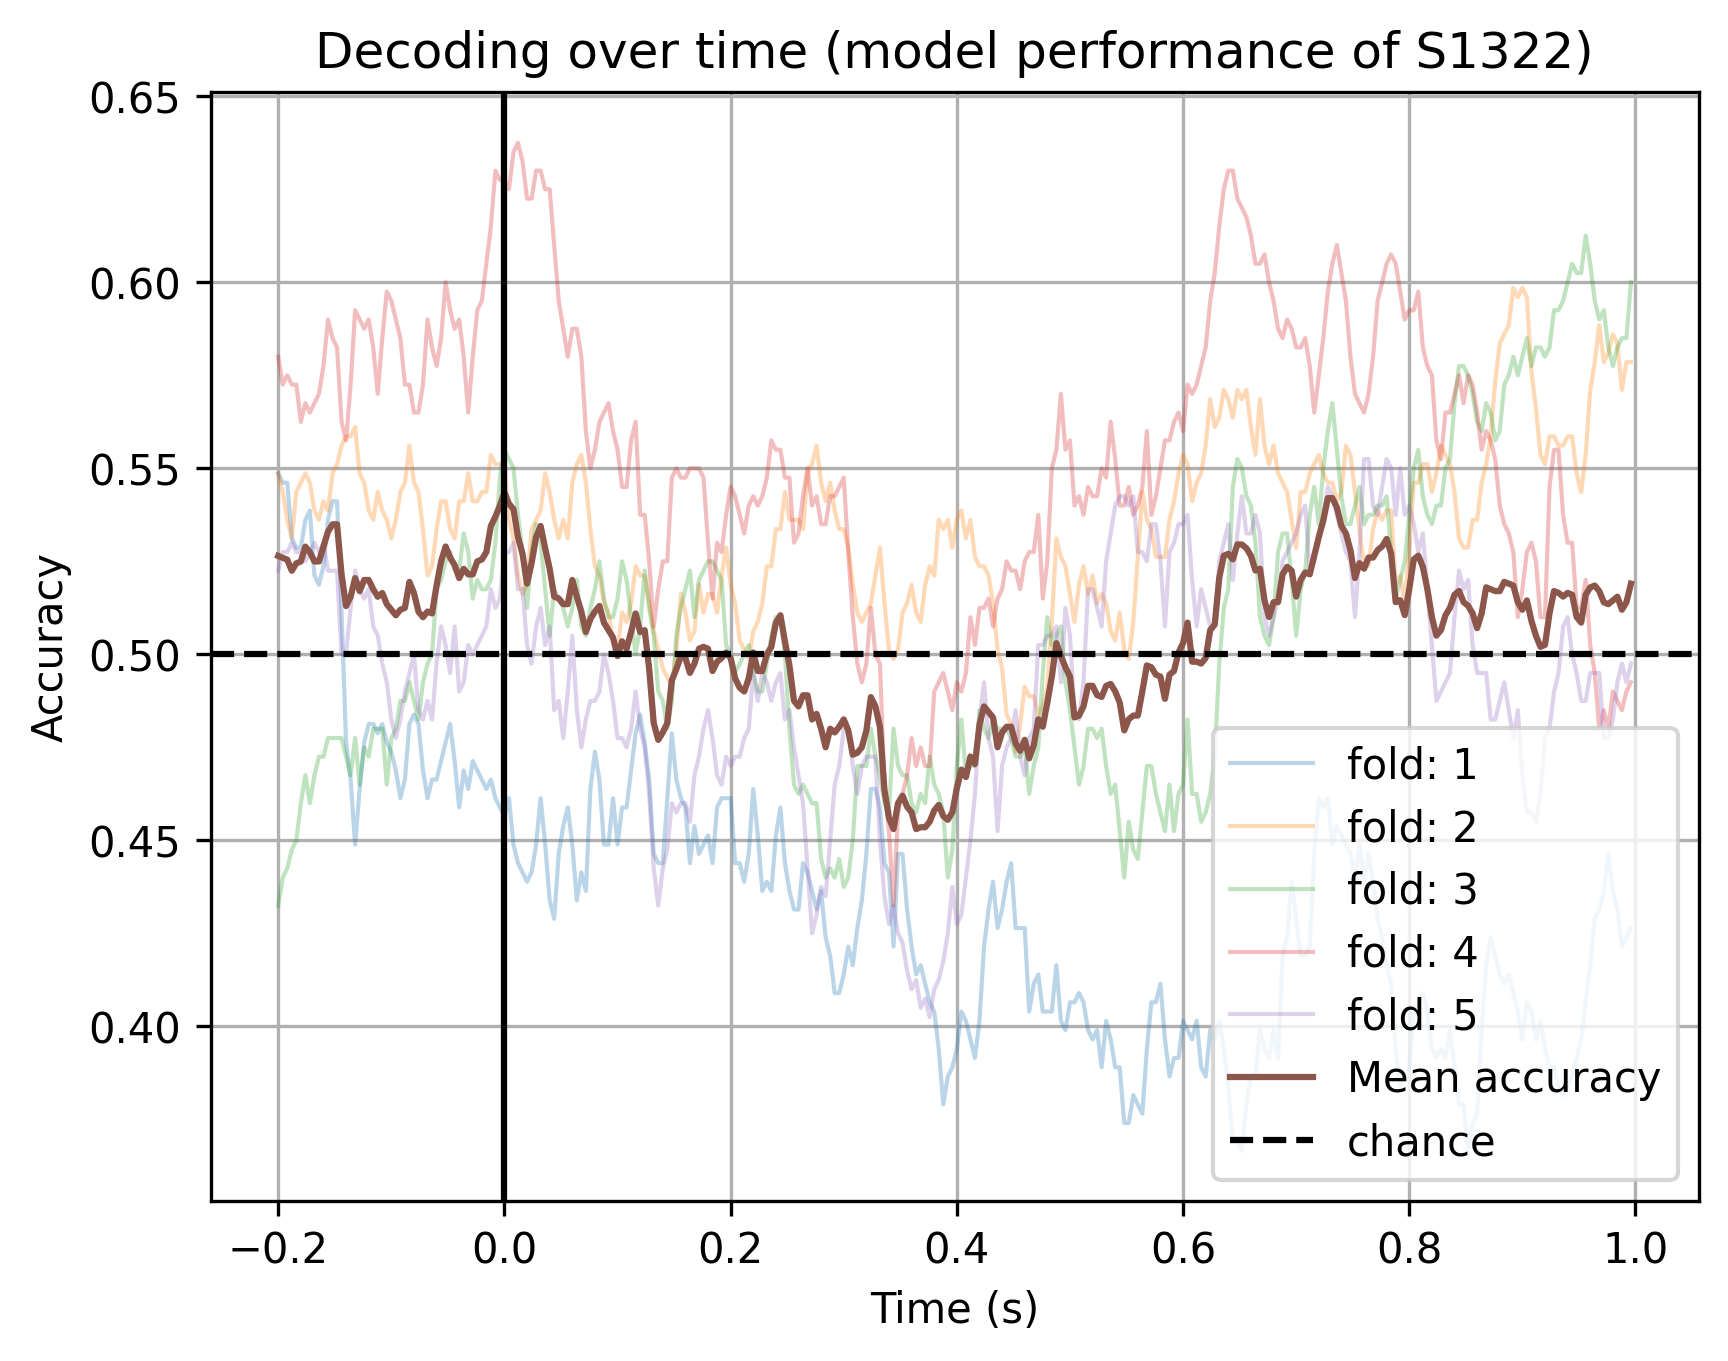 Decoding over time (model performance of S1322)
Accuracy
0.65
0.60
0.55
0.50
0.45
0.40
fold: 1
fold: 2
fold: 3
fold: 4
fold: 5
Mean accuracy
chance
−0.2 0.0 0.2 0.4 0.6 0.8 1.0
Time (s)